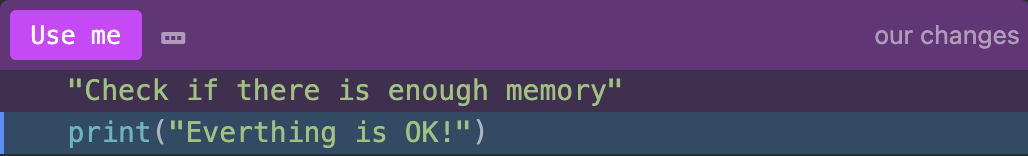 Use me
our changes
"Check if there is enough memory"
print("Everthing is OK!")